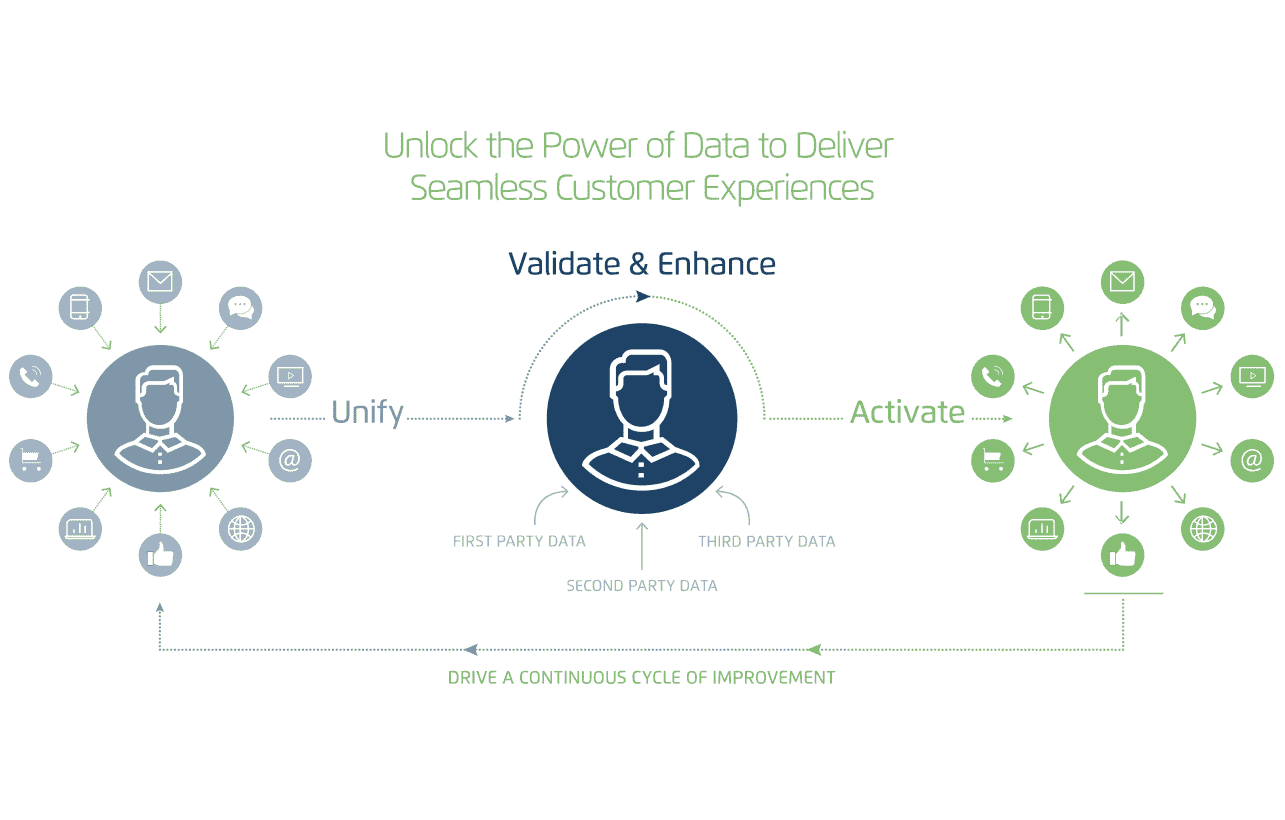 Unlock the Power of Data to Deliver
Seamless Customer Experiences
Validate & Enhance
Unify
Activate
@
@
FIRST PARTY DATA
THIRD PARTY DATA
SECOND PARTY DATA
DRIVE A CONTINUOUS CYCLE OF IMPROVEMENT